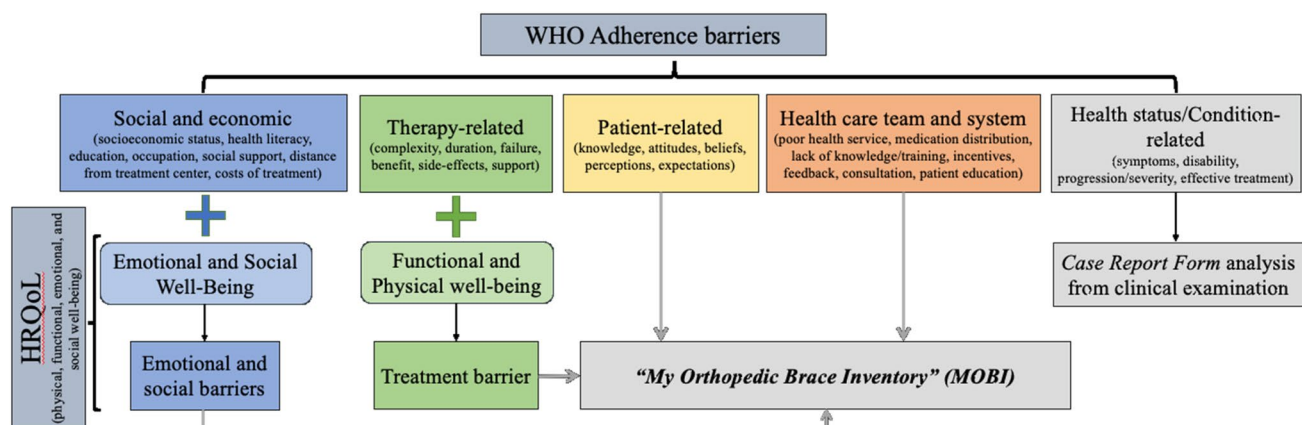 WHO Adherence barriers
Social and economic
(socioeconomic status, health literacy,
education, occupation, social support, distance
from treatment center, costs of treatment)
Therapy-related
(complexity, duration, failure,
benefit, side-effects, support)
Patient-related
(knowledge, attitudes, beliefs,
perceptions, expectations)
Health care team and system
(poor health service, medication distribution,
lack of knowledge/training, incentives,
feedback, consultation, patient education)
Health status/Condition-
related
(symptoms, disability,
progression/severity, effective treatment)
HRQoL
(physical, functional, emotional, and
social well-being)
Emotional and Social
Well-Being
Functional and
Physical well-being
Case Report Form analysis
from clinical examination
Emotional and
social barriers
Treatment barrier
“My Orthopedic Brace Inventory” (MOBI)